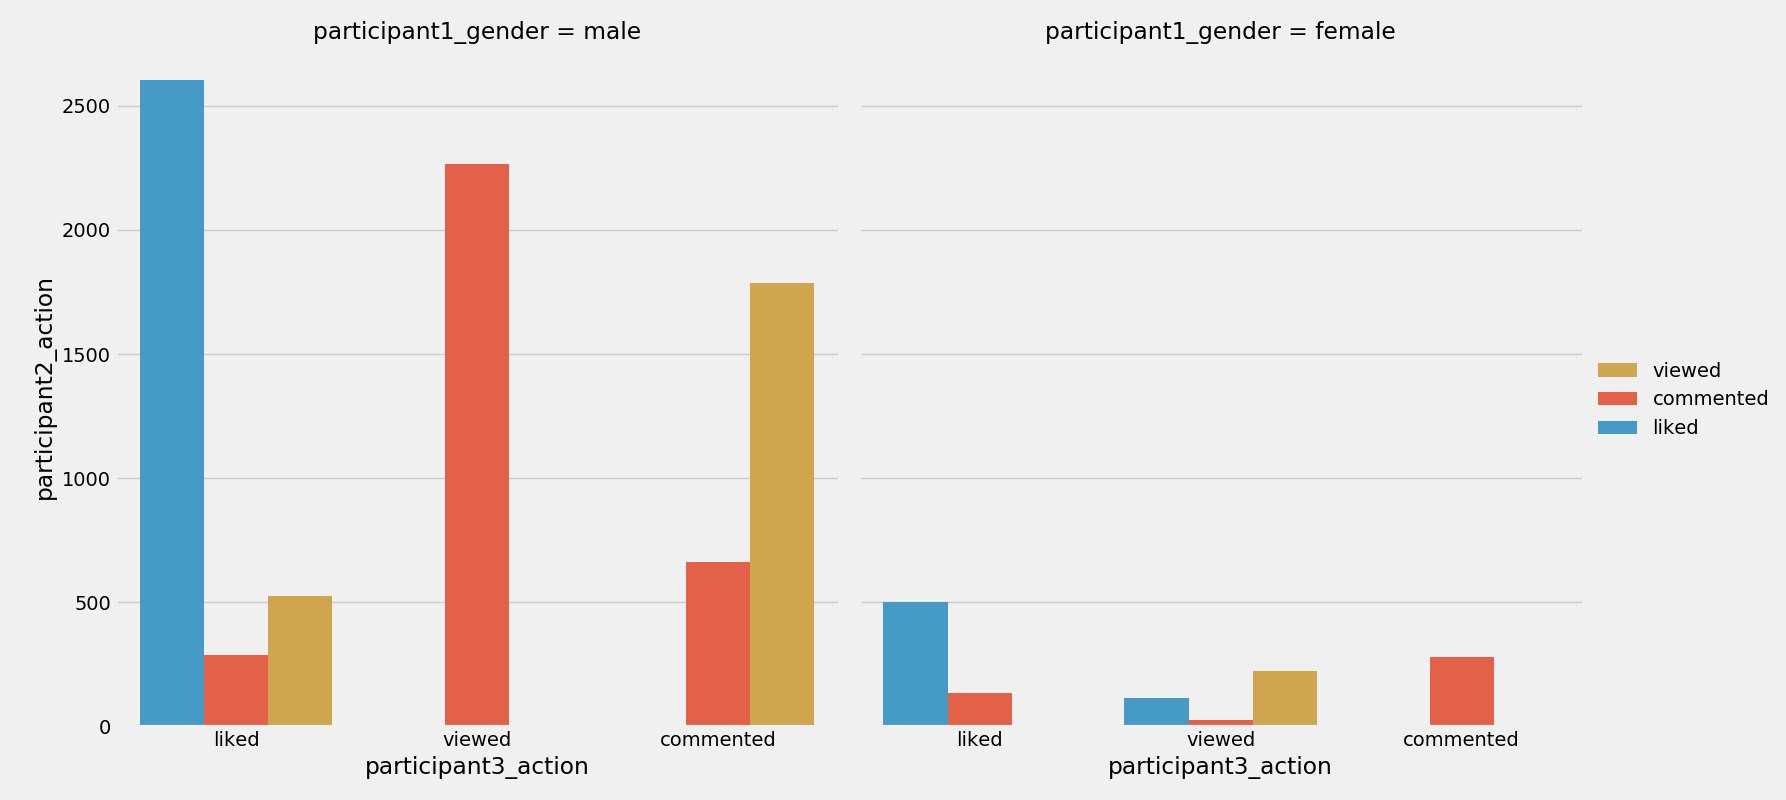 participant1_gender = male
participant1_gender = female
participant2_action
2500
2000
1500
1000
500
0
liked
viewed
commented
participant3_action
liked
viewed
commented
participant3_action
viewed
commented
liked